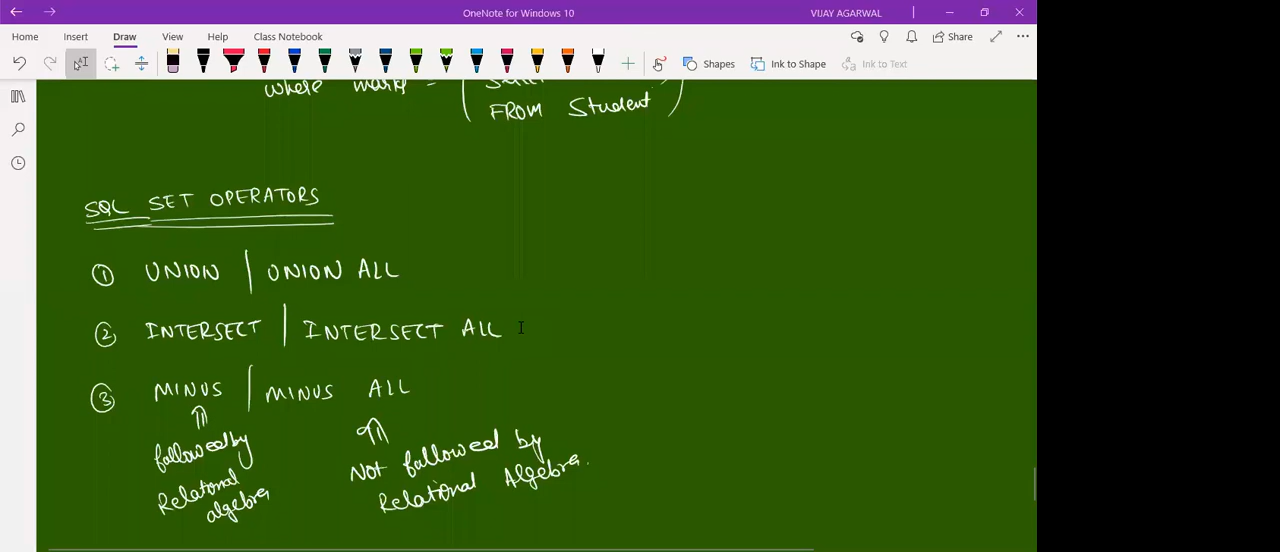 OneNote for Windows 10
VIJAY AGARWAL
Home Insert Draw View Help Class Notebook
Share
Shapes Ink to Shape Ink to Text
where marks =
FROM Student
SQL SET OPERATORS
1 UNION | UNION ALL
2 INTERSECT | INTERSECT ALL
3 MINUS | MINUS ALL
followed by
Relational
algebra
Not followed by
Relational Algebra.